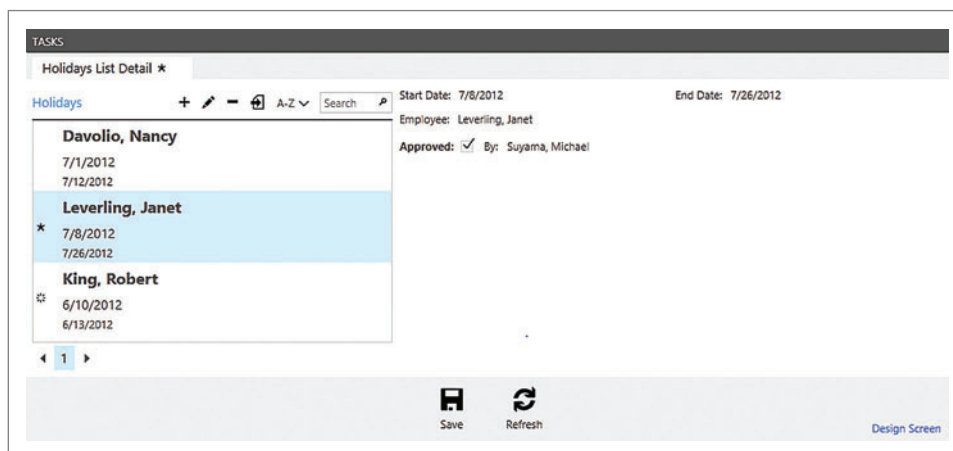 TASKS
Holidays List Detail *
Holidays A-Z Search
Davolio, Nancy
7/1/2012
7/12/2012
Leverling, Janet
* 7/8/2012
7/26/2012
King, Robert
6/10/2012
6/13/2012
1
Start Date: 7/8/2012 End Date: 7/26/2012
Employee: Leverling, Janet
Approved: By: Suyama, Michael
Save Refresh
Design Screen